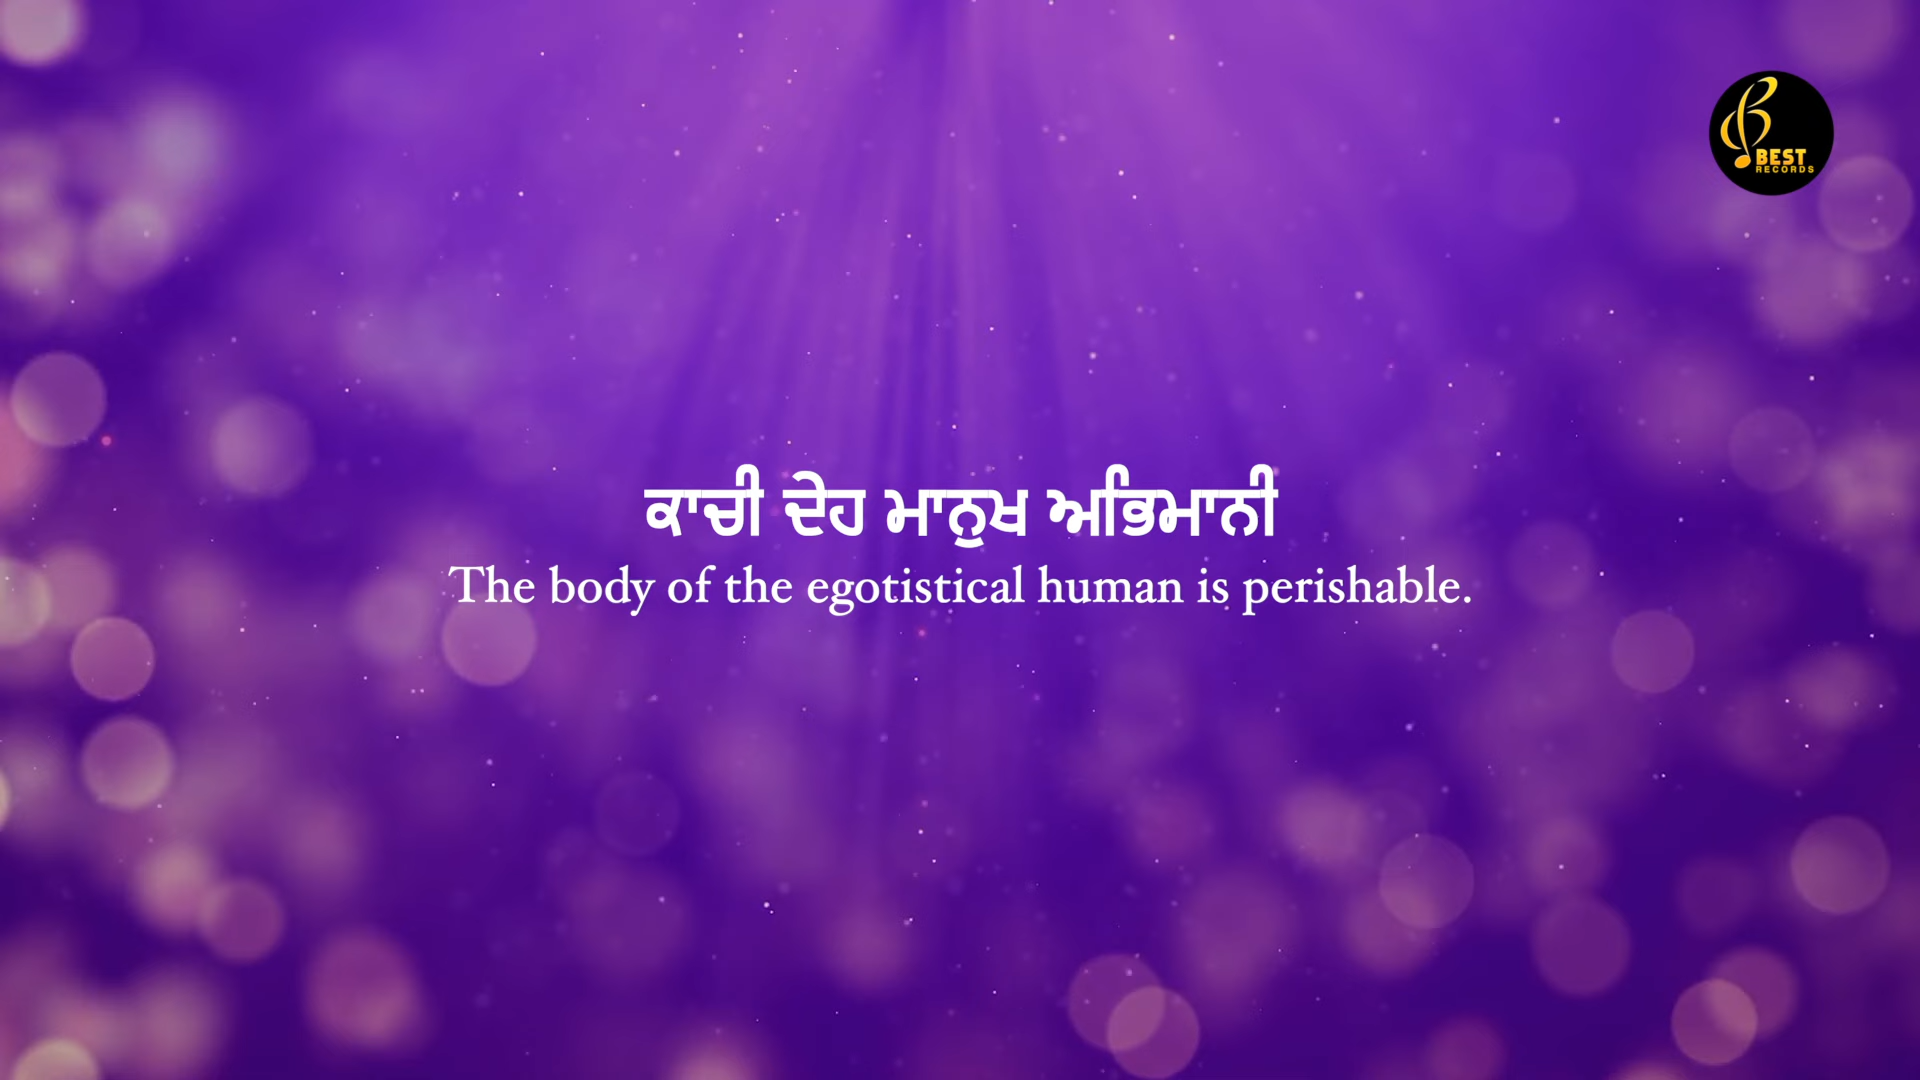 BEST
RECORDS
ਕਾਚੀ ਦੇਹ ਮਾਨੁਖ ਅਭਿਮਾਨੀ
The body of the egotistical human is perishable.